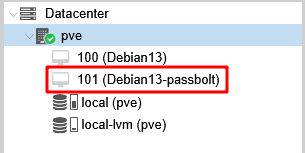 Datacenter
pve
100 (Debian13)
101 (Debian13-passbolt)
local (pve)
local-lvm (pve)